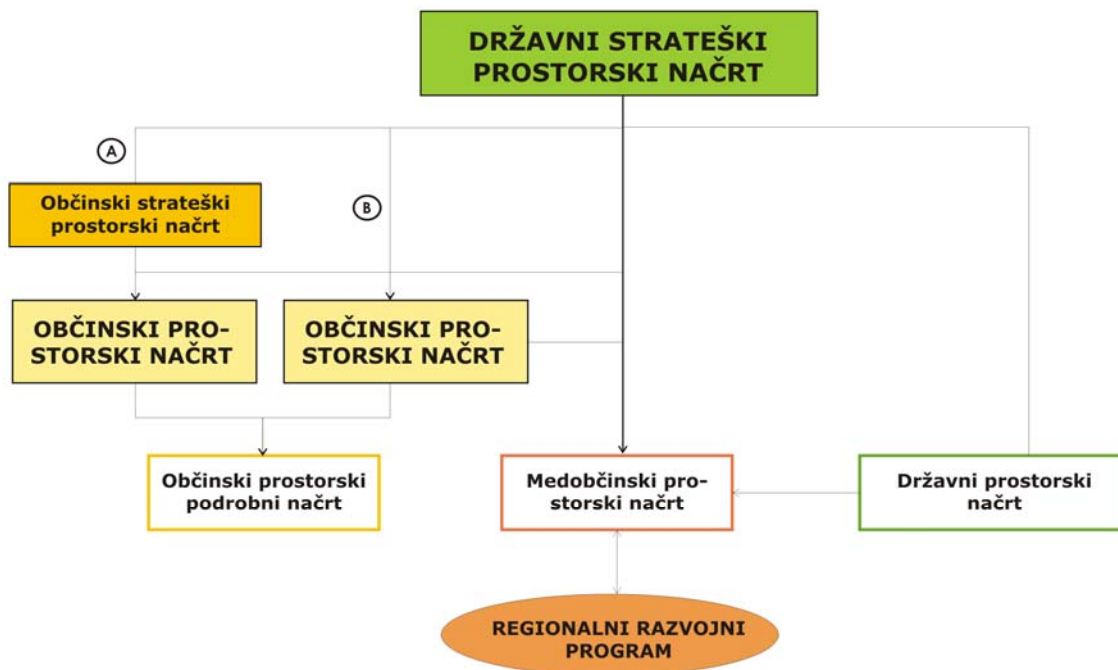 DRŽAVNI STRATEŠKI
PROSTORSKI NAČRT
A
Občinski strateški
prostorski načrt
B
OBČINSKI PRO-
STORSKI NAČRT
OBČINSKI PRO-
STORSKI NAČRT
Občinski prostorski
podrobni načrt
Medobčinski pro-
storski načrt
Državni prostorski
načrt
REGIONALNI RAZVOJNI
PROGRAM